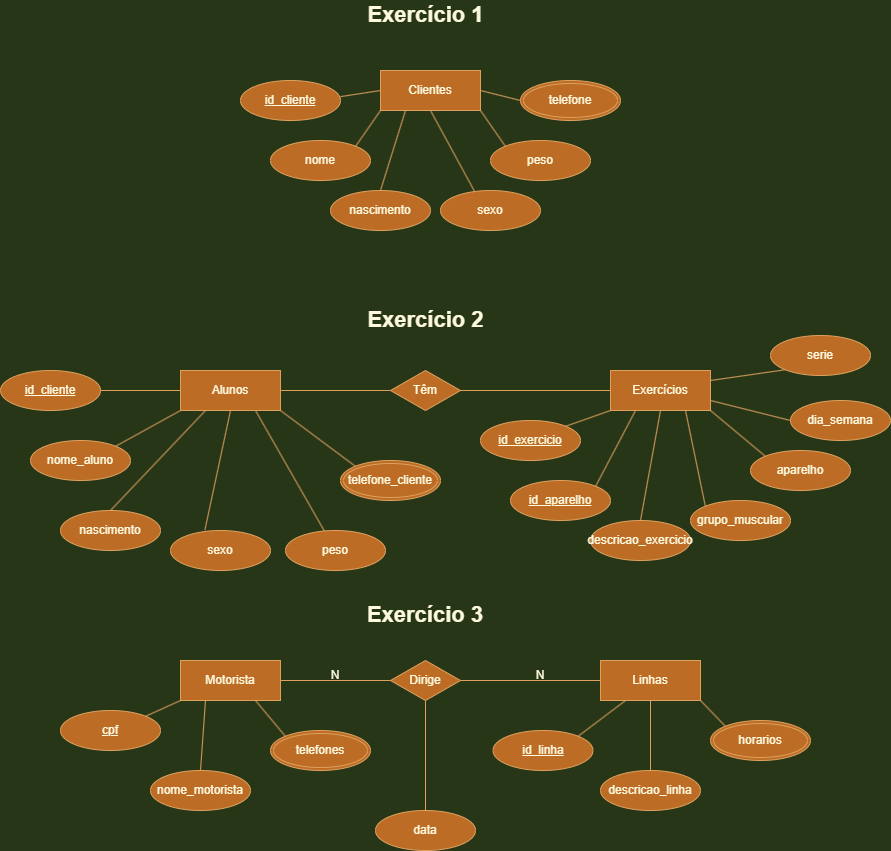 Exercício 1
Clientes
id_cliente
telefone
nome
peso
nascimento
sexo
Exercício 2
serie
id_cliente
Alunos
Têm
Exercícios
dia_semana
id_exercicio
nome_aluno
aparelho
telefone_cliente
id_aparelho
grupo_muscular
nascimento
descricao_exercicio
sexo
peso
Exercício 3
Motorista
N
Dirige
N
Linhas
cpf
horarios
telefones
id_linha
nome_motorista
descricao_linha
data